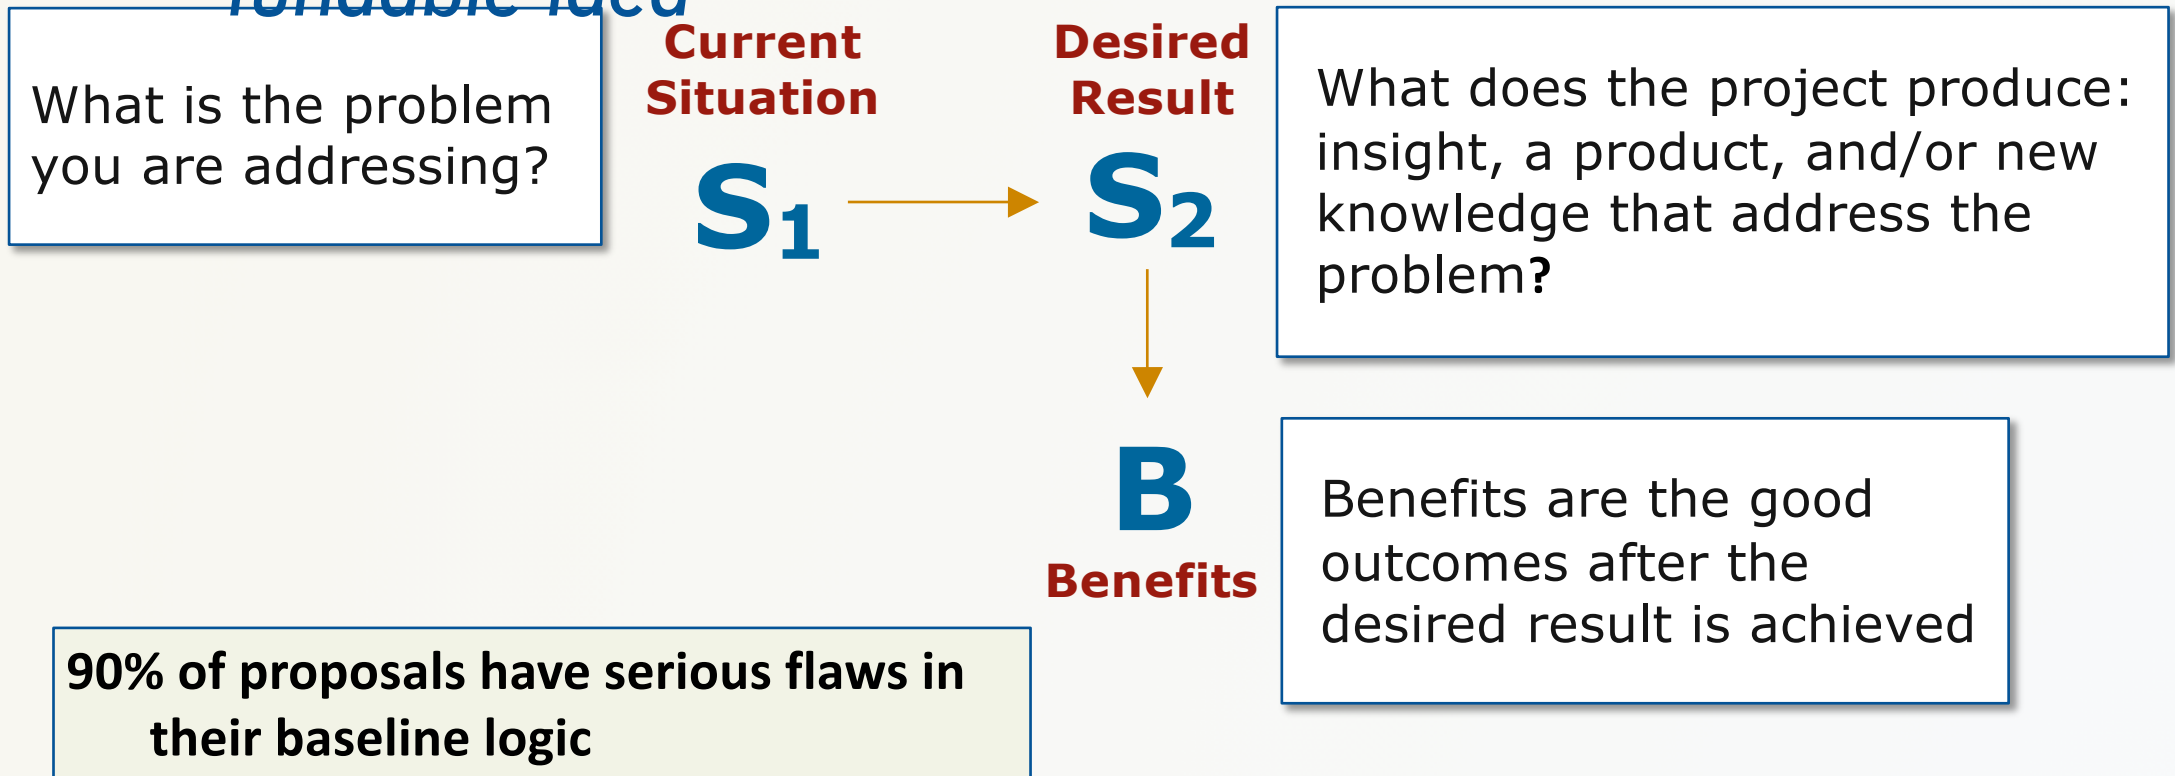 fundable idea
What is the problem
you are addressing?
Current
Situation
S1
Desired
Result
S2
What does the project produce:
insight, a product, and/or new
knowledge that address the
problem?
B
Benefits
Benefits are the good
outcomes after the
desired result is achieved
90% of proposals have serious flaws in
their baseline logic